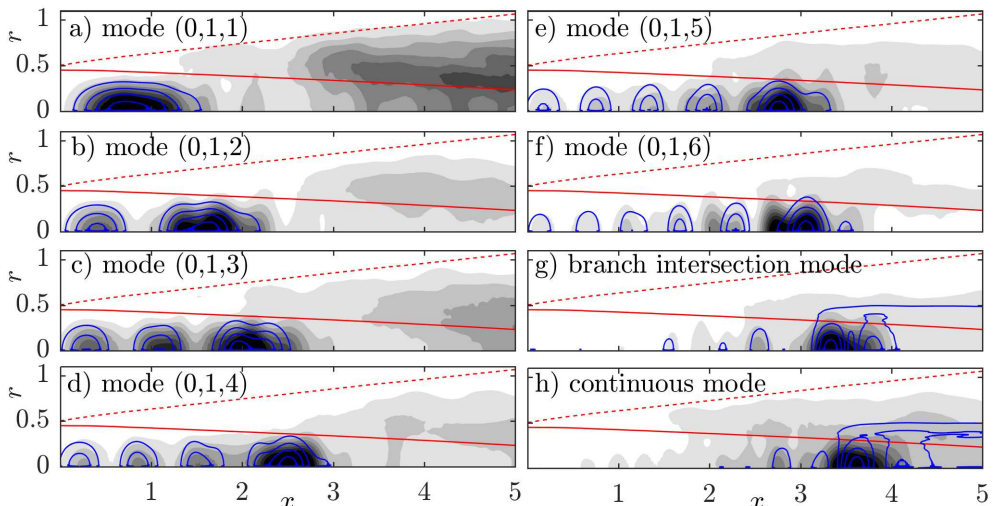 a) mode (0,1,1)
r
1
0.5
0
b) mode (0,1,2)
r
1
0.5
0
c) mode (0,1,3)
r
1
0.5
0
d) mode (0,1,4)
r
1
0.5
0
1 2 x 3 4 5
e) mode (0,1,5)
f) mode (0,1,6)
g) branch intersection mode
h) continuous mode
1 2 x 3 4 5